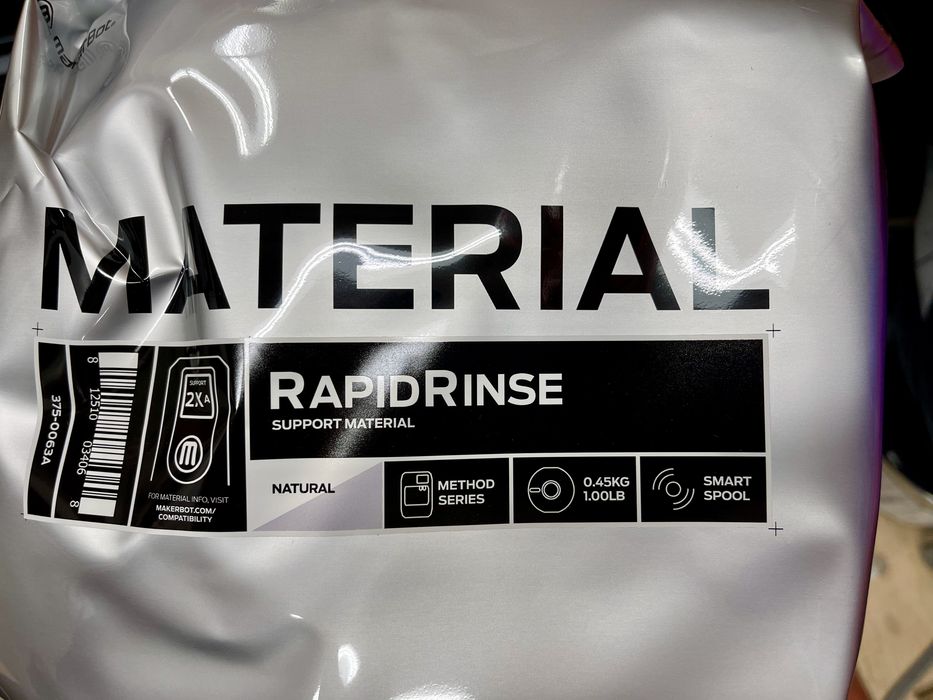 MakerBot
MATERIAL
375-0063A
8 12510 03406 8
SUPPORT
2XA
FOR MATERIAL INFO, VISIT
MAKERBOT.COM/
COMPATIBILITY
RAPIDRINSE
SUPPORT MATERIAL
NATURAL
METHOD
SERIES
0.45KG
1.00LB
SMART
SPOOL